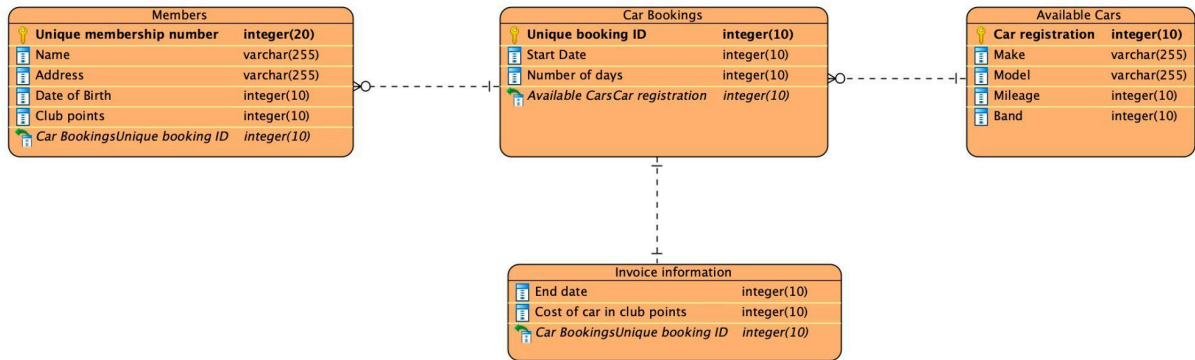 Members
Unique membership number integer(20)
Name varchar(255)
Address varchar(255)
Date of Birth integer(10)
Club points integer(10)
Car BookingsUnique booking ID integer(10)
Car Bookings
Unique booking ID integer(10)
Start Date integer(10)
Number of days integer(10)
Available CarsCar registration integer(10)
Available Cars
Car registration integer(10)
Make varchar(255)
Model varchar(255)
Mileage integer(10)
Band integer(10)
Invoice information
End date integer(10)
Cost of car in club points integer(10)
Car BookingsUnique booking ID integer(10)